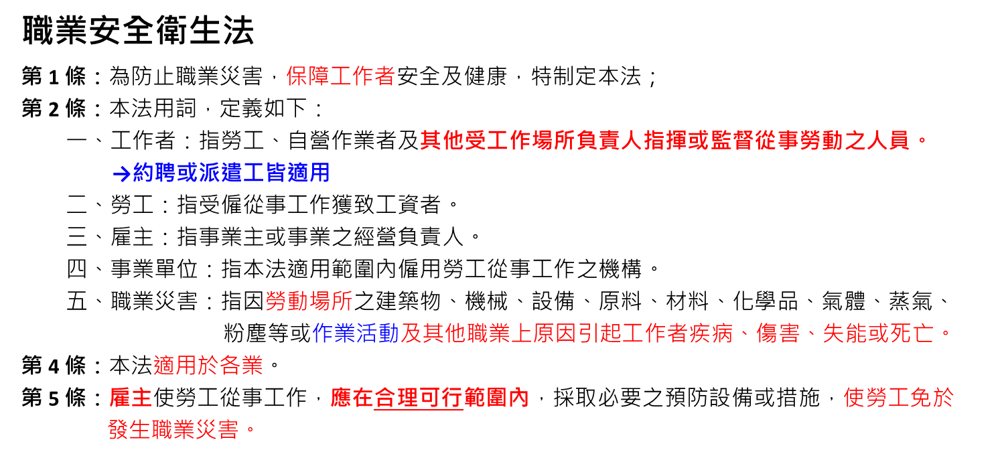 職業安全衛生法
第 1 條：為防止職業災害，保障工作者安全及健康，特制定本法；
第 2 條：本法用詞，定義如下：
一、工作者：指勞工、自營作業者及其他受工作場所負責人指揮或監督從事勞動之人員。
→約聘或派遣工皆適用
二、勞工：指受僱從事工作獲致工資者。
三、雇主：指事業主或事業之經營負責人。
四、事業單位：指本法適用範圍內僱用勞工從事工作之機構。
五、職業災害：指因勞動場所之建築物、機械、設備、原料、材料、化學品、氣體、蒸氣、
粉塵等或作業活動及其他職業上原因引起工作者疾病、傷害、失能或死亡。
第 4 條：本法適用於各業。
第 5 條：雇主使勞工從事工作，應在合理可行範圍內，採取必要之預防設備或措施，使勞工免於
發生職業災害。